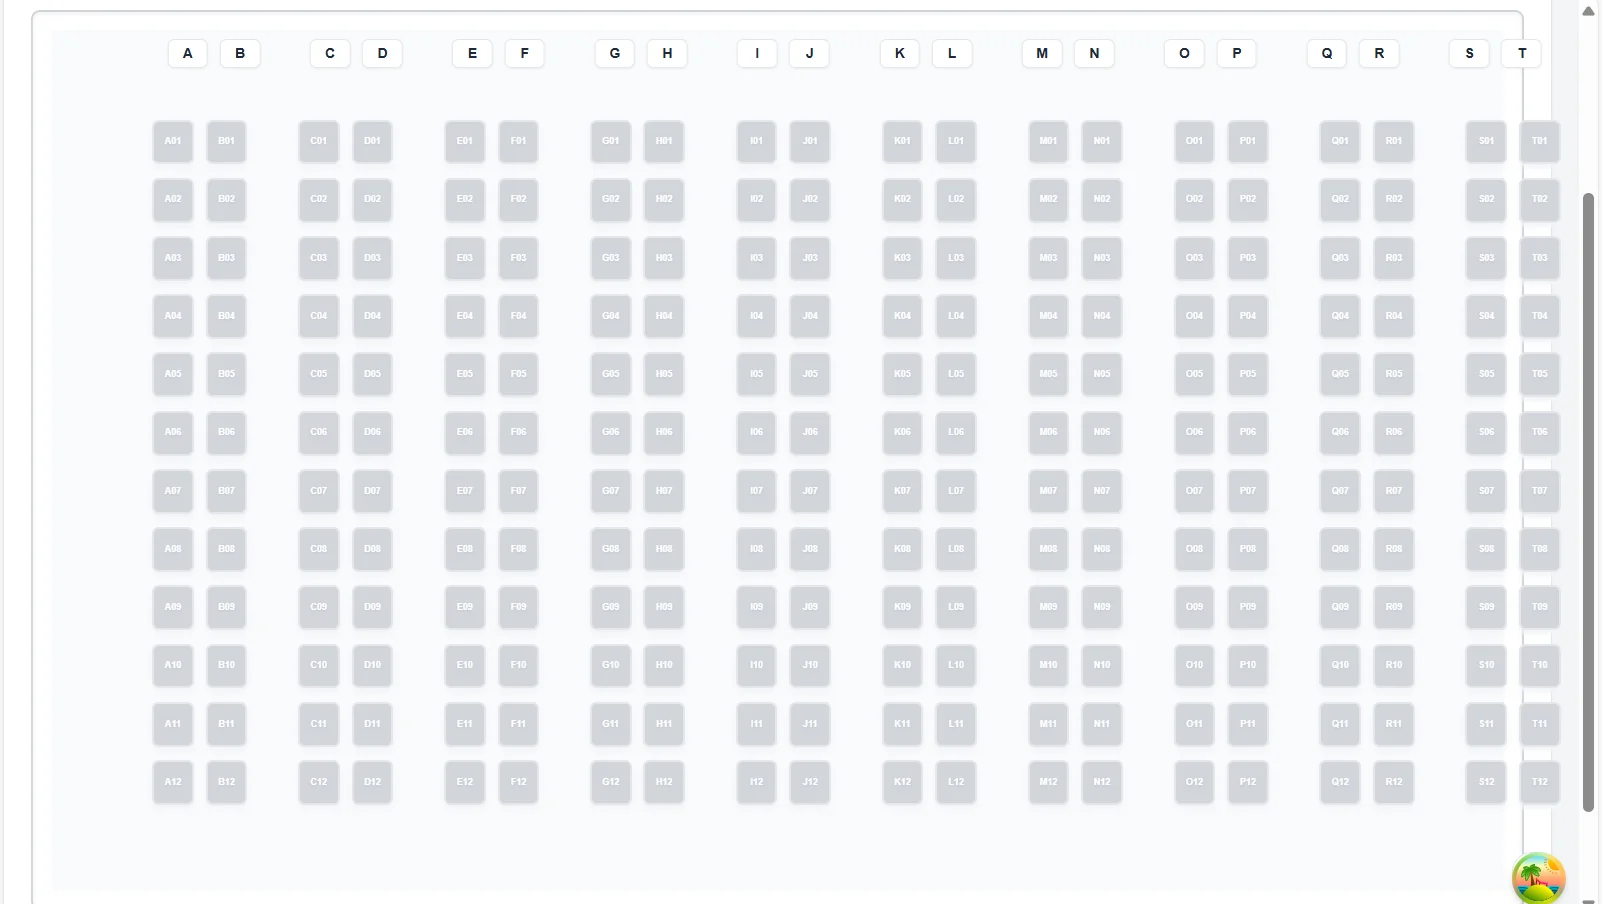 A B C D E F G H I J K L M N O P Q R S T
A01 B01 C01 D01 E01 F01 G01 H01 I01 J01 K01 L01 M01 N01 O01 P01 Q01 R01 S01 T01
A02 B02 C02 D02 E02 F02 G02 H02 I02 J02 K02 L02 M02 N02 O02 P02 Q02 R02 S02 T02
A03 B03 C03 D03 E03 F03 G03 H03 I03 J03 K03 L03 M03 N03 O03 P03 Q03 R03 S03 T03
A04 B04 C04 D04 E04 F04 G04 H04 I04 J04 K04 L04 M04 N04 O04 P04 Q04 R04 S04 T04
A05 B05 C05 D05 E05 F05 G05 H05 I05 J05 K05 L05 M05 N05 O05 P05 Q05 R05 S05 T05
A06 B06 C06 D06 E06 F06 G06 H06 I06 J06 K06 L06 M06 N06 O06 P06 Q06 R06 S06 T06
A07 B07 C07 D07 E07 F07 G07 H07 I07 J07 K07 L07 M07 N07 O07 P07 Q07 R07 S07 T07
A08 B08 C08 D08 E08 F08 G08 H08 I08 J08 K08 L08 M08 N08 O08 P08 Q08 R08 S08 T08
A09 B09 C09 D09 E09 F09 G09 H09 I09 J09 K09 L09 M09 N09 O09 P09 Q09 R09 S09 T09
A10 B10 C10 D10 E10 F10 G10 H10 I10 J10 K10 L10 M10 N10 O10 P10 Q10 R10 S10 T10
A11 B11 C11 D11 E11 F11 G11 H11 I11 J11 K11 L11 M11 N11 O11 P11 Q11 R11 S11 T11
A12 B12 C12 D12 E12 F12 G12 H12 I12 J12 K12 L12 M12 N12 O12 P12 Q12 R12 S12 T12